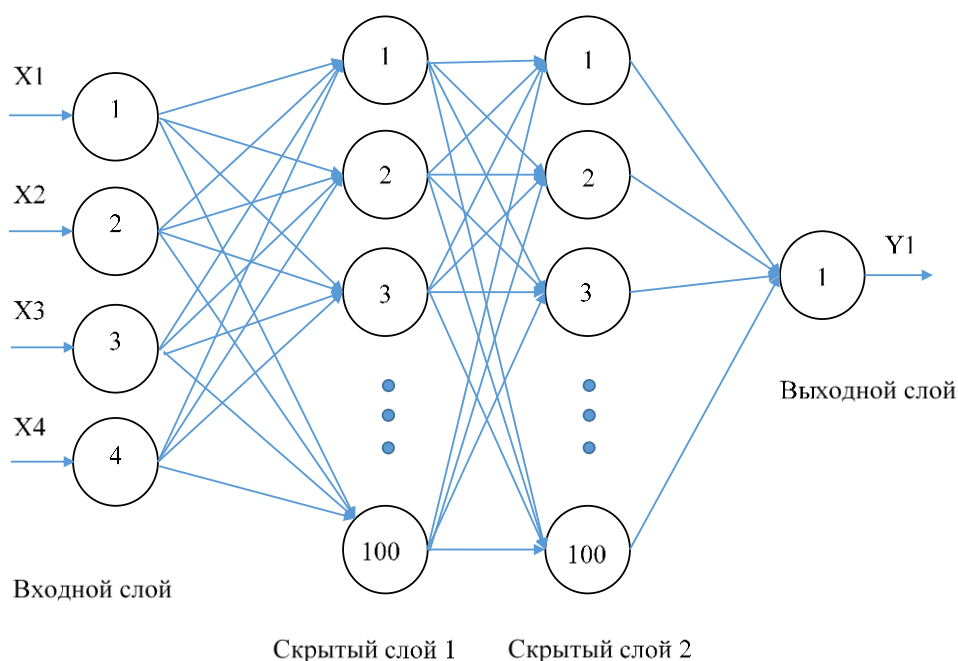 X1
1
X2
2
X3
3
X4
4
Входной слой
1
2
3
100
Скрытый слой 1
1
2
3
100
Скрытый слой 2
1
Y1
Выходной слой